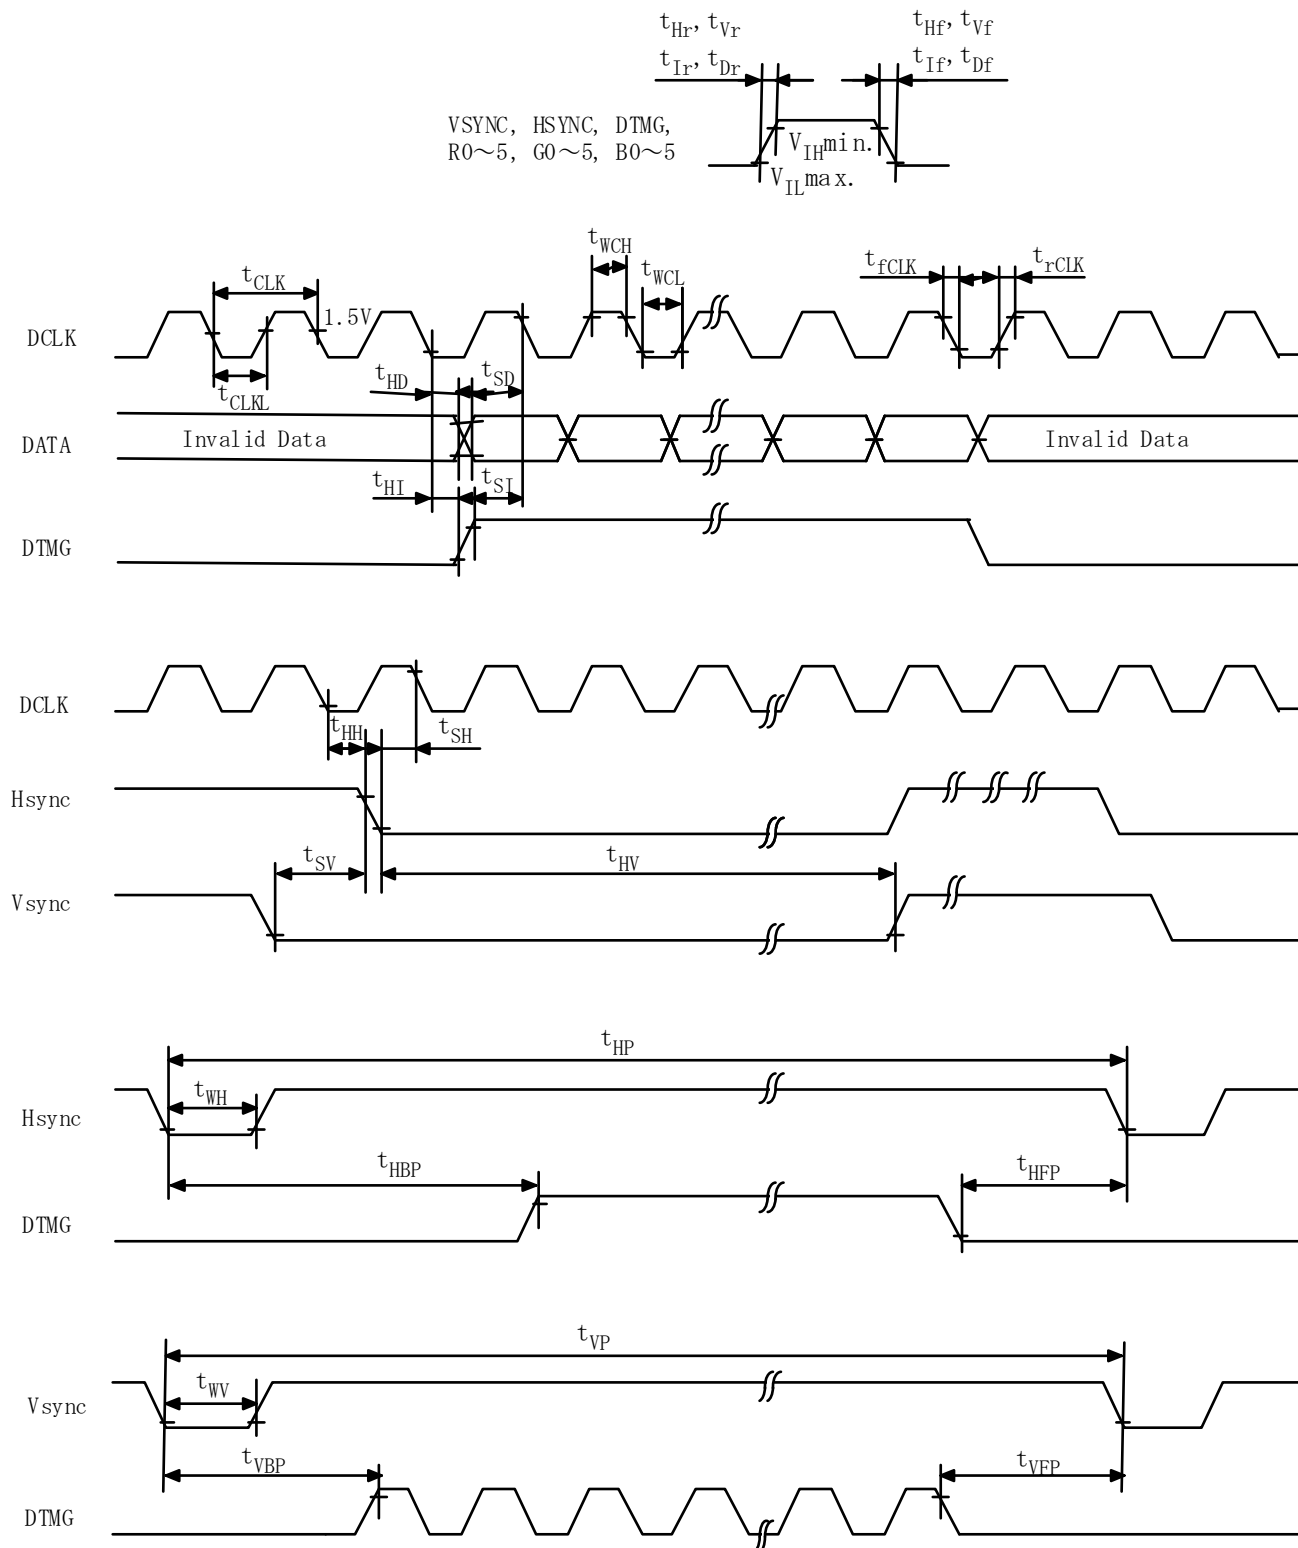 tHr, tVr
tHf, tVf
tIr, tDr
tIf, tDf
VSYNC, HSYNC, DTMG,
R0～5, G0～5, B0～5
VIHmin.
VILmax.
tWCH
tCLK
tWCL
tfCLK
trCLK
1.5V
DCLK
tHD
tSD
tCLKL
DATA
Invalid Data
Invalid Data
tHI
tSI
DTMG
DCLK
tHH
tSH
Hsync
tSV
tHV
Vsync
tHP
tWH
Hsync
tHBP
tHFP
DTMG
tVP
tWV
Vsync
tVBP
tVFP
DTMG